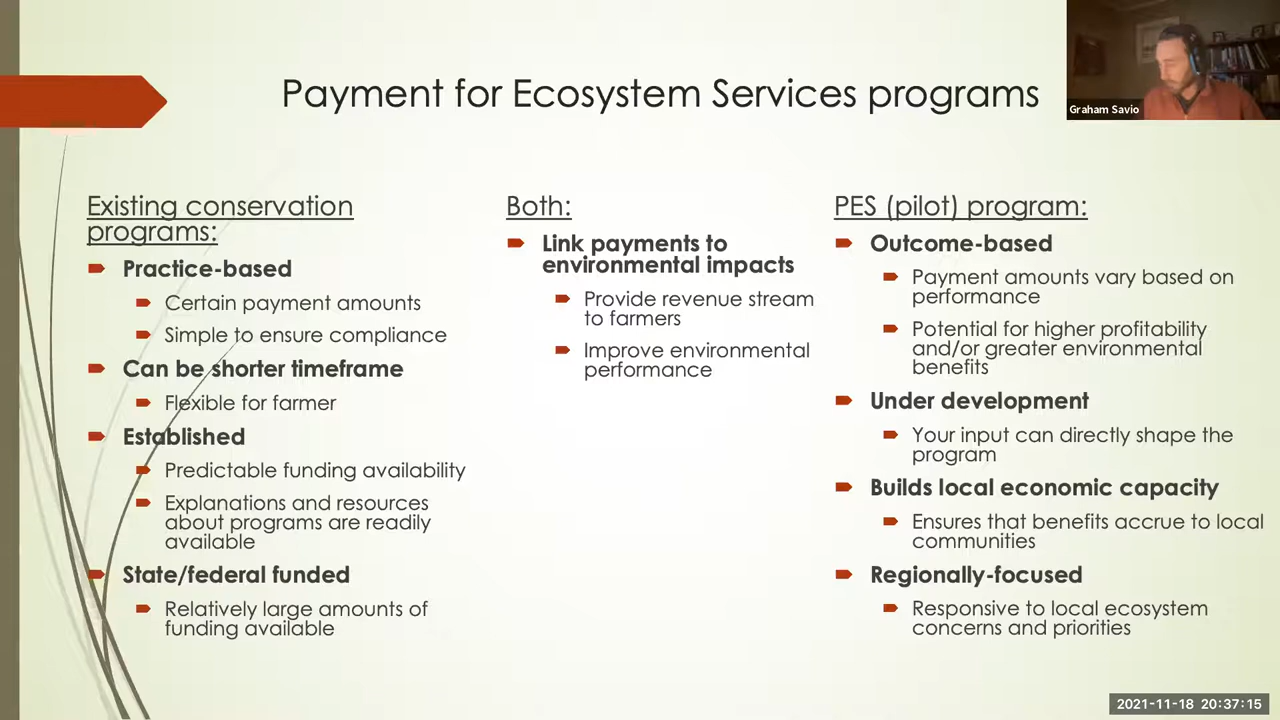 Payment for Ecosystem Services programs
Graham Savio
Existing conservation
programs:
Practice-based
Certain payment amounts
Simple to ensure compliance
Can be shorter timeframe
Flexible for farmer
Established
Predictable funding availability
Explanations and resources
about programs are readily
available
State/federal funded
Relatively large amounts of
funding available
Both:
Link payments to
environmental impacts
Provide revenue stream
to farmers
Improve environmental
performance
PES (pilot) program:
Outcome-based
Payment amounts vary based on
performance
Potential for higher profitability
and/or greater environmental
benefits
Under development
Your input can directly shape the
program
Builds local economic capacity
Ensures that benefits accrue to local
communities
Regionally-focused
Responsive to local ecosystem
concerns and priorities
2021-11-18 20:37:15